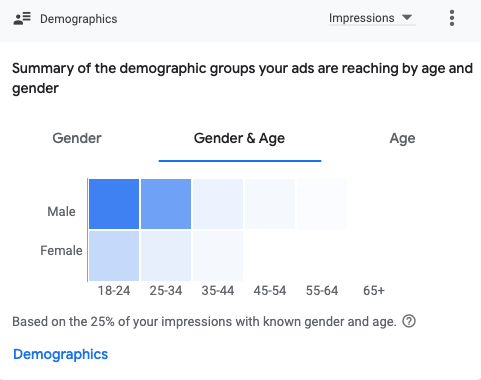 Demographics
Impressions
Summary of the demographic groups your ads are reaching by age and
gender
Gender
Gender & Age
Age
Male
Female
18-24 25-34 35-44 45-54 55-64 65+
Based on the 25% of your impressions with known gender and age. ?
Demographics